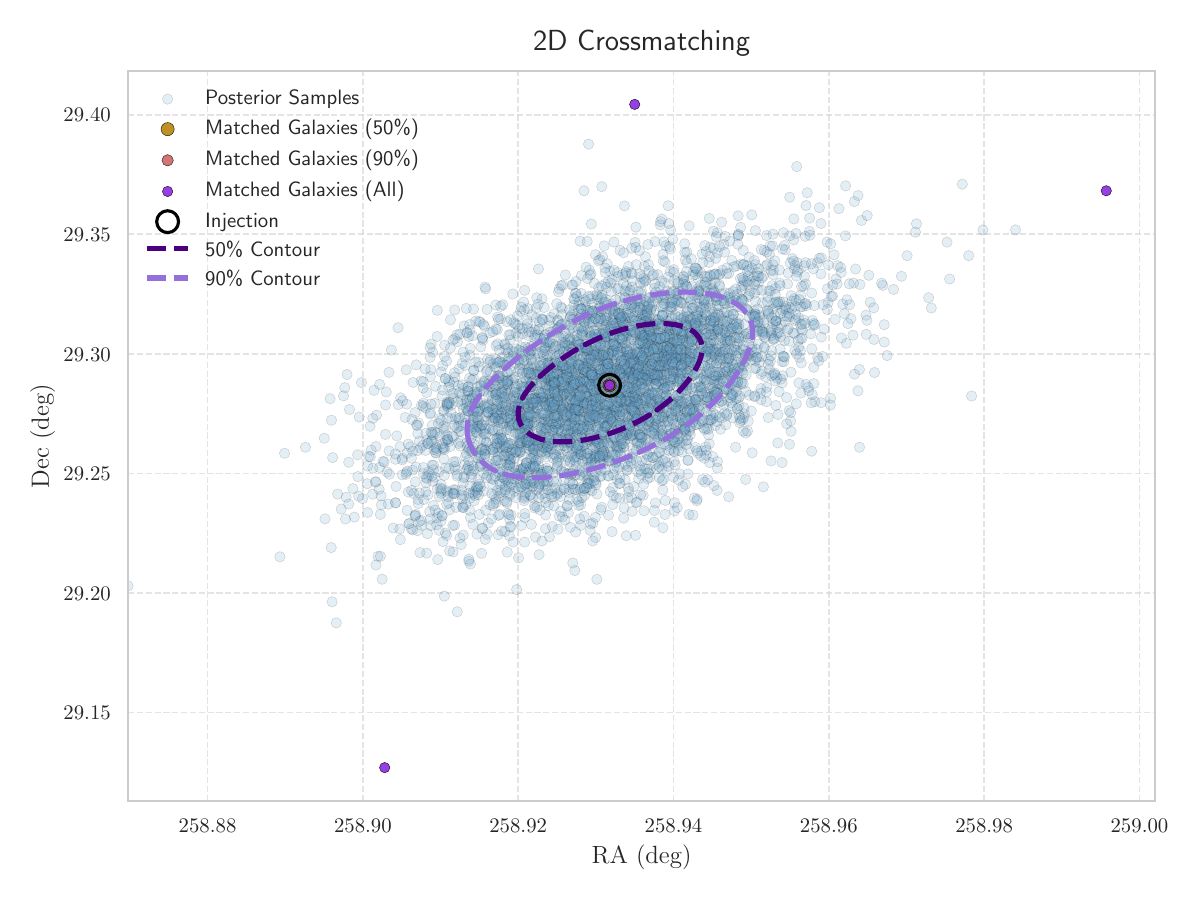 2D Crossmatching
Posterior Samples
Matched Galaxies (50%)
Matched Galaxies (90%)
Matched Galaxies (All)
Injection
50% Contour
90% Contour
29.40
29.35
29.30
29.25
29.20
29.15
Dec (deg)
258.88 258.90 258.92 258.94 258.96 258.98 259.00
RA (deg)